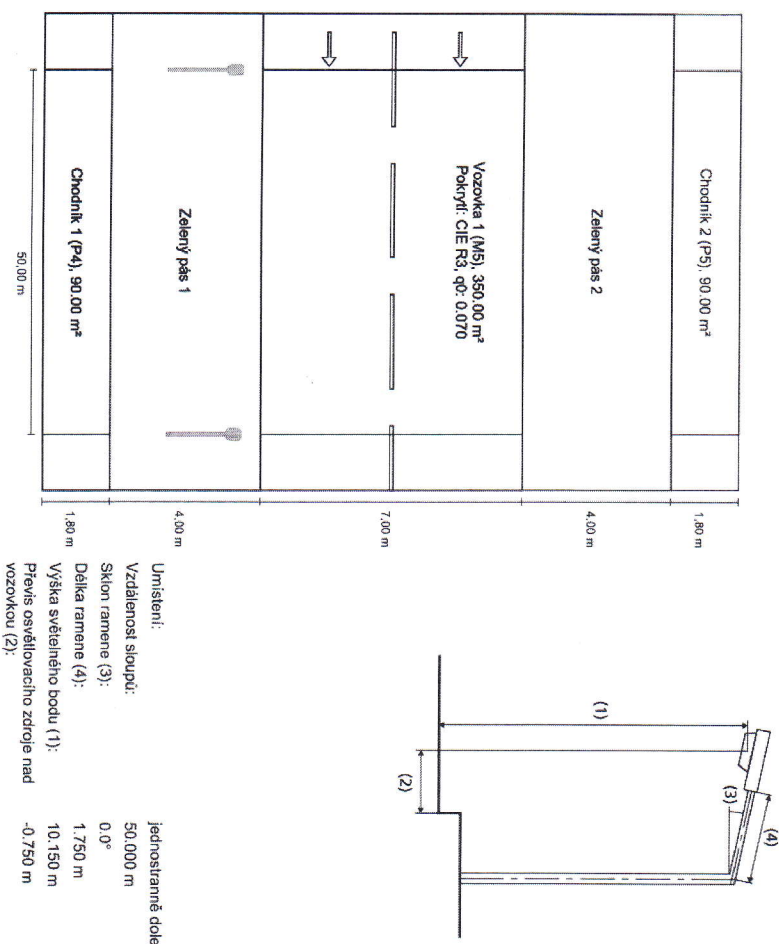 Chodník 2 (P5), 90.00 m²
Zelený pás 2
Vozovka 1 (M5), 350.00 m²
Pokrytí: CIE R3, q0: 0.070
Zelený pás 1
Chodník 1 (P4), 90.00 m²
50.00 m
1.80 m
4.00 m
7.00 m
4.00 m
1.80 m
(1)
(2)
(3)
(4)
Umístění: jednostranně dole
Vzdálenost sloupů: 50.000 m
Sklon ramene (3): 0.0°
Délka ramene (4): 1.750 m
Výška světelného bodu (1): 10.150 m
Převis osvětlovacího zdroje nad
vozovkou (2): -0.750 m